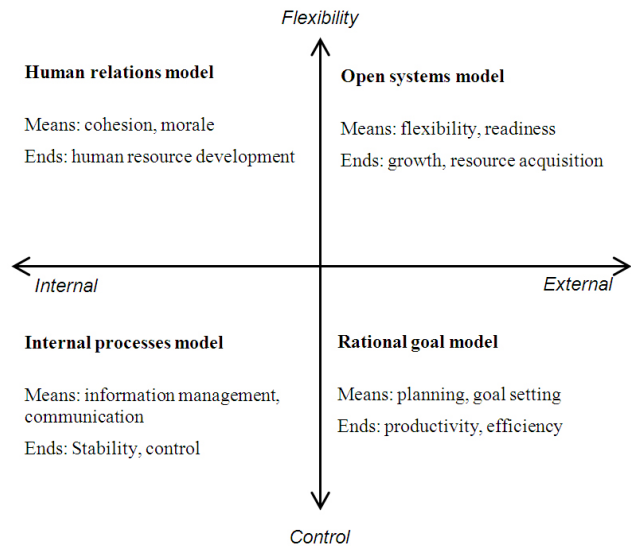 Flexibility
Human relations model
Means: cohesion, morale
Ends: human resource development
Open systems model
Means: flexibility, readiness
Ends: growth, resource acquisition
Internal
External
Internal processes model
Means: information management,
communication
Ends: Stability, control
Rational goal model
Means: planning, goal setting
Ends: productivity, efficiency
Control